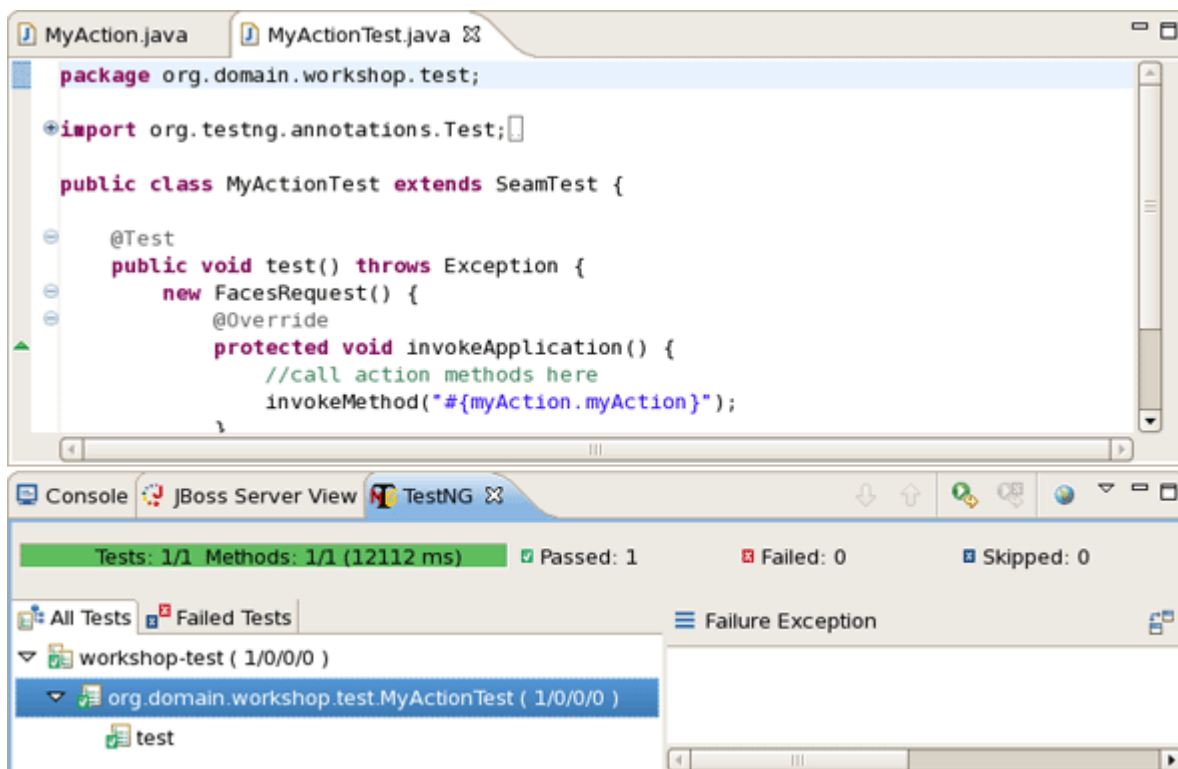 MyAction.java MyActionTest.java
package org.domain.workshop.test;
import org.testng.annotations.Test;
public class MyActionTest extends SeamTest {
@Test
public void test() throws Exception {
new FacesRequest() {
@Override
protected void invokeApplication() {
//call action methods here
invokeMethod("#{myAction.myAction}");
}
Console JBoss Server View TestNG
Tests: 1/1 Methods: 1/1 (12112 ms) Passed: 1 Failed: 0 Skipped: 0
All Tests Failed Tests Failure Exception
workshop-test ( 1/0/0/0 )
org.domain.workshop.test.MyActionTest ( 1/0/0/0 )
test